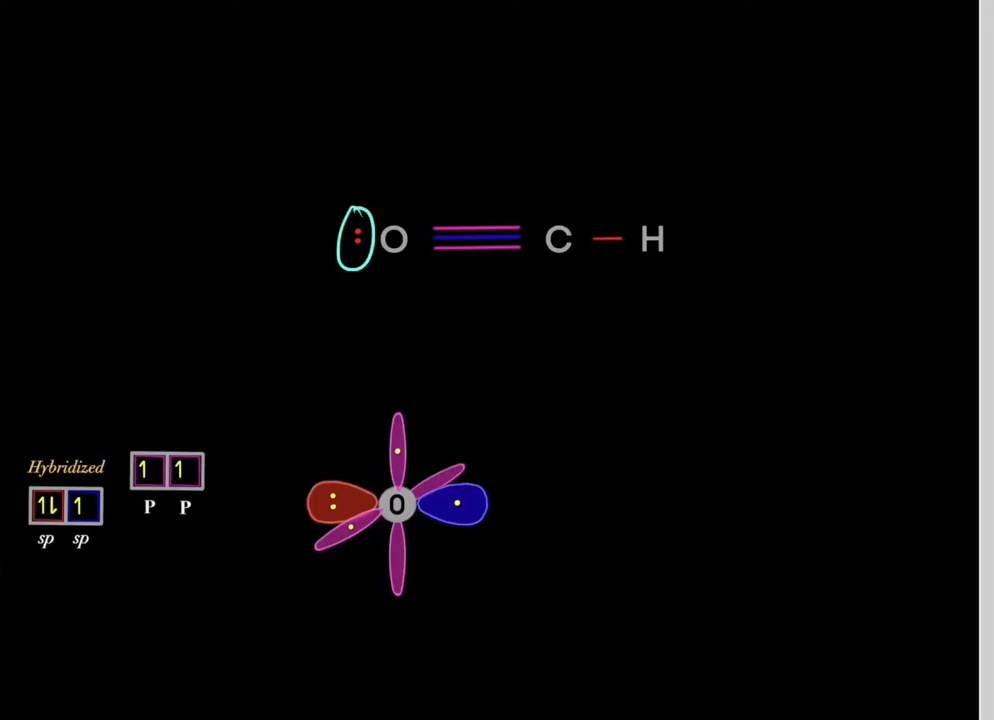 :O ≡ C – H
Hybridized
1 1
P P
1⇂ 1
sp sp
O